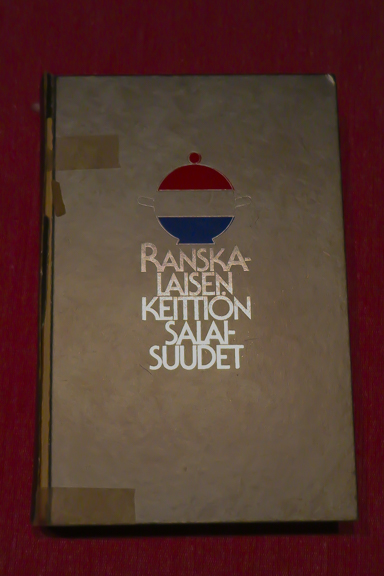 RANSKA-
LAISEN
KEITTIÖN
SALAI-
SUUDET